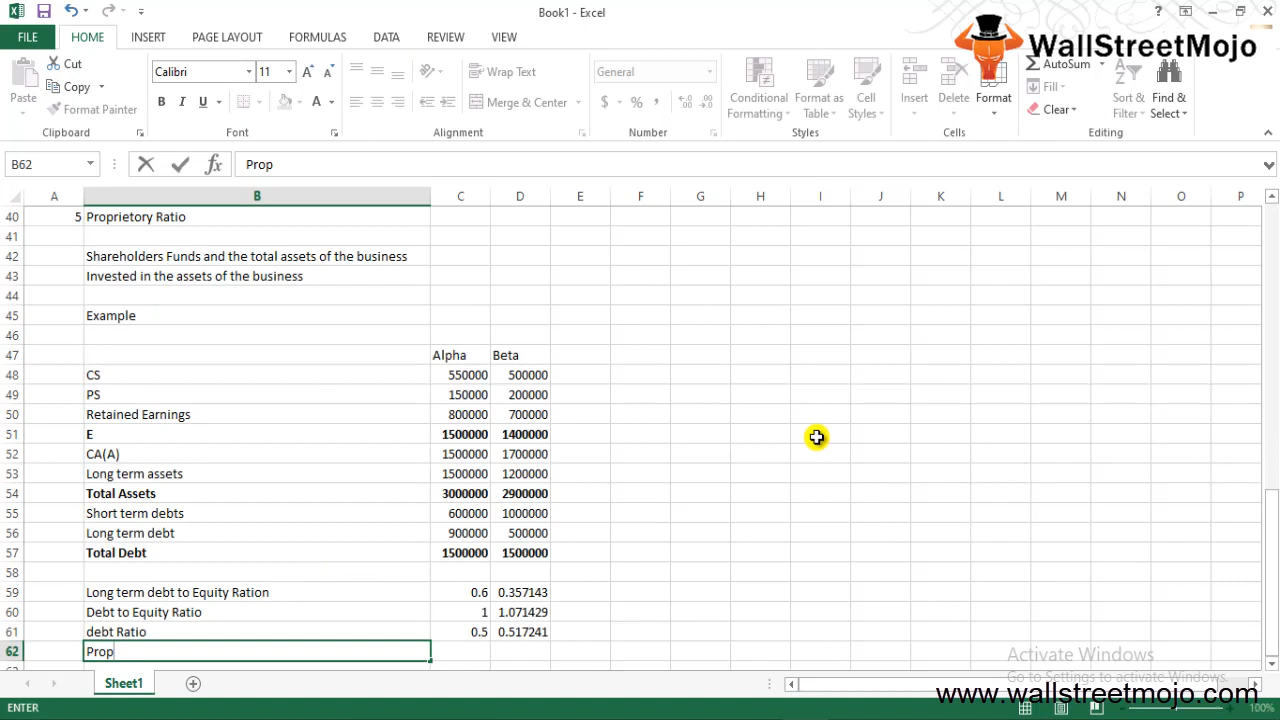 Book1 - Excel
?
FILE HOME INSERT PAGE LAYOUT FORMULAS DATA REVIEW VIEW
WallStreetMojo
Cut
Copy
Format Painter
Paste
Clipboard
Calibri 11
B I U A
Font
Wrap Text
Merge & Center
Alignment
General
$ % ,
Number
Conditional Formatting
Format as Table
Cell Styles
Styles
Insert Delete Format
Cells
AutoSum
Fill
Clear
Sort & Filter
Find & Select
Editing
B62 fx Prop
A B C D E F G H I J K L M N O P
40 5 Proprietory Ratio
41
42 Shareholders Funds and the total assets of the business
43 Invested in the assets of the business
44
45 Example
46
47 Alpha Beta
48 CS 550000 500000
49 PS 150000 200000
50 Retained Earnings 800000 700000
51 E 1500000 1400000
52 CA(A) 1500000 1700000
53 Long term assets 1500000 1200000
54 Total Assets 3000000 2900000
55 Short term debts 600000 1000000
56 Long term debt 900000 500000
57 Total Debt 1500000 1500000
58
59 Long term debt to Equity Ration 0.6 0.357143
60 Debt to Equity Ratio 1 1.071429
61 debt Ratio 0.5 0.517241
62 Prop
Activate Windows
Go to Settings to activate Windows.
Sheet1
www.wallstreetmojo.com
ENTER 100%